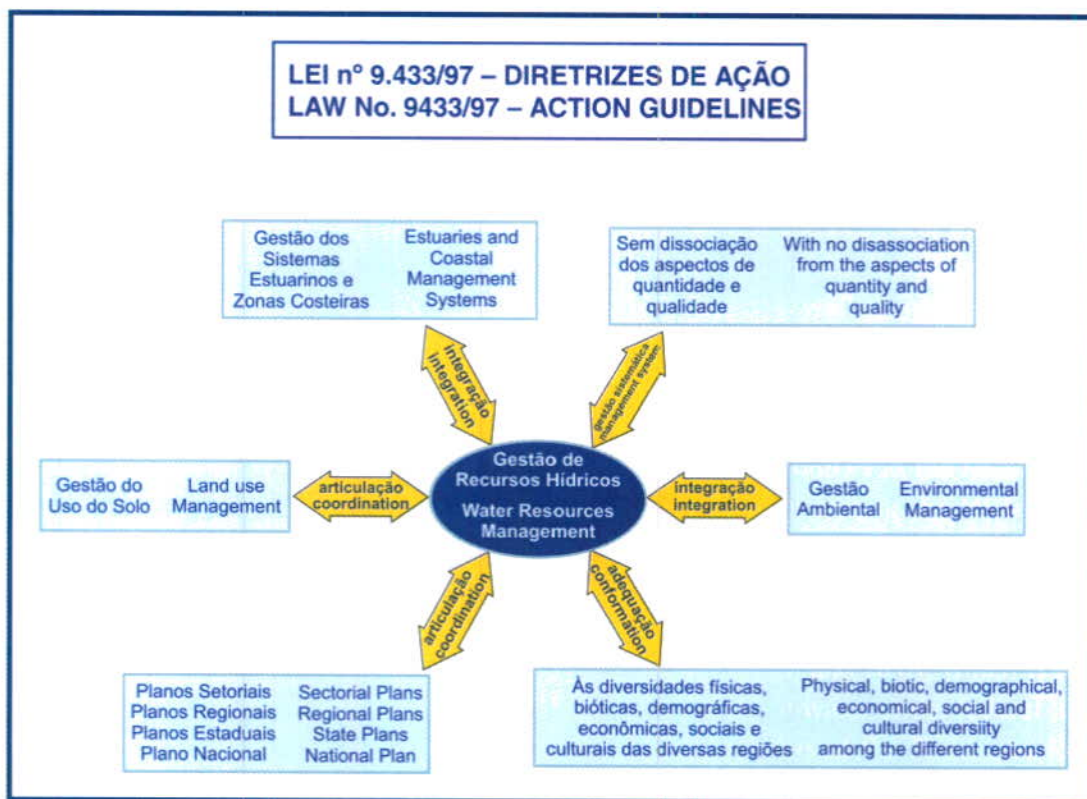 LEI nº 9.433/97 – DIRETRIZES DE AÇÃO
LAW No. 9433/97 – ACTION GUIDELINES
Gestão dos
Sistemas
Estuarinos e
Zonas Costeiras
Estuaries and
Coastal
Management
Systems
Sem dissociação
dos aspectos de
quantidade e
qualidade
With no disassociation
from the aspects of
quantity and
quality
integração
integration
gestão sistemática
management system
Gestão do
Uso do Solo
Land use
Management
articulação
coordination
Gestão de
Recursos Hídricos
Water Resources
Management
integração
integration
Gestão
Ambiental
Environmental
Management
articulação
coordination
adequação
conformation
Planos Setoriais
Planos Regionais
Planos Estaduais
Plano Nacional
Sectorial Plans
Regional Plans
State Plans
National Plan
Às diversidades físicas,
bióticas, demográficas,
econômicas, sociais e
culturais das diversas regiões
Physical, biotic, demographical,
economical, social and
cultural diversiity
among the different regions